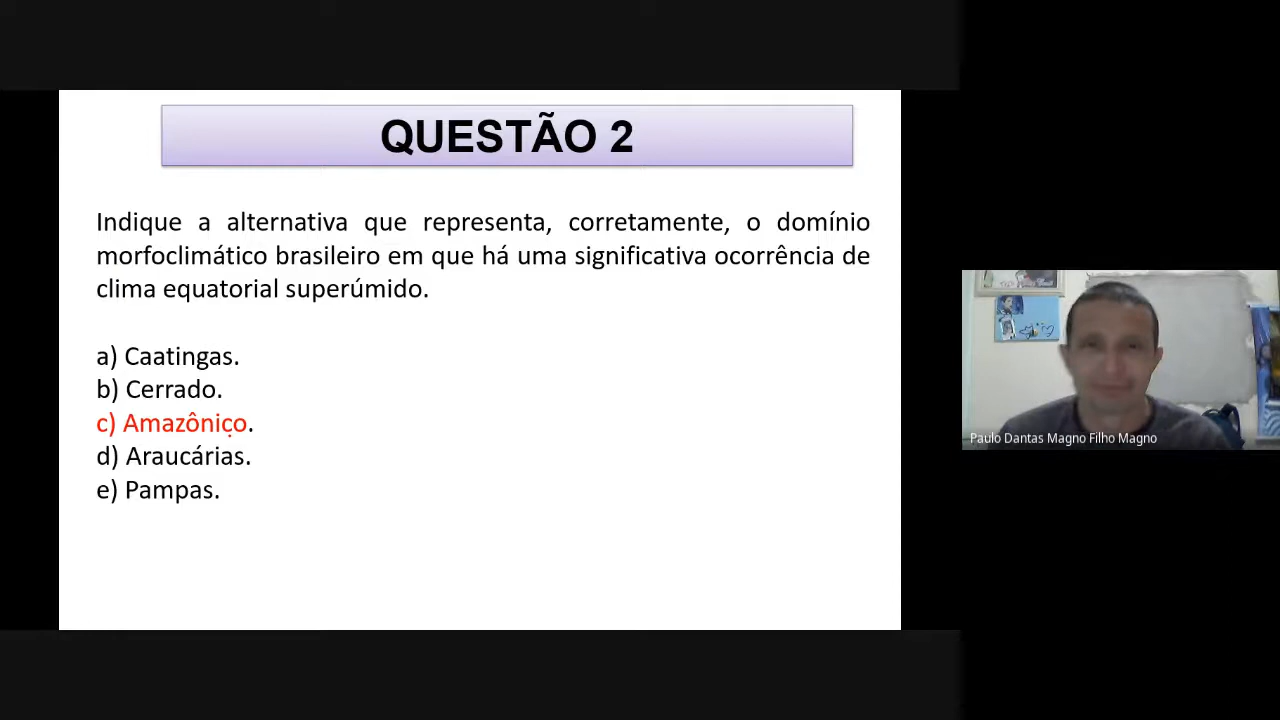 QUESTÃO 2
Indique a alternativa que representa, corretamente, o domínio
morfoclimático brasileiro em que há uma significativa ocorrência de
clima equatorial superúmido.
a) Caatingas.
b) Cerrado.
c) Amazônico.
d) Araucárias.
e) Pampas.
Paulo Dantas Magno Filho Magno